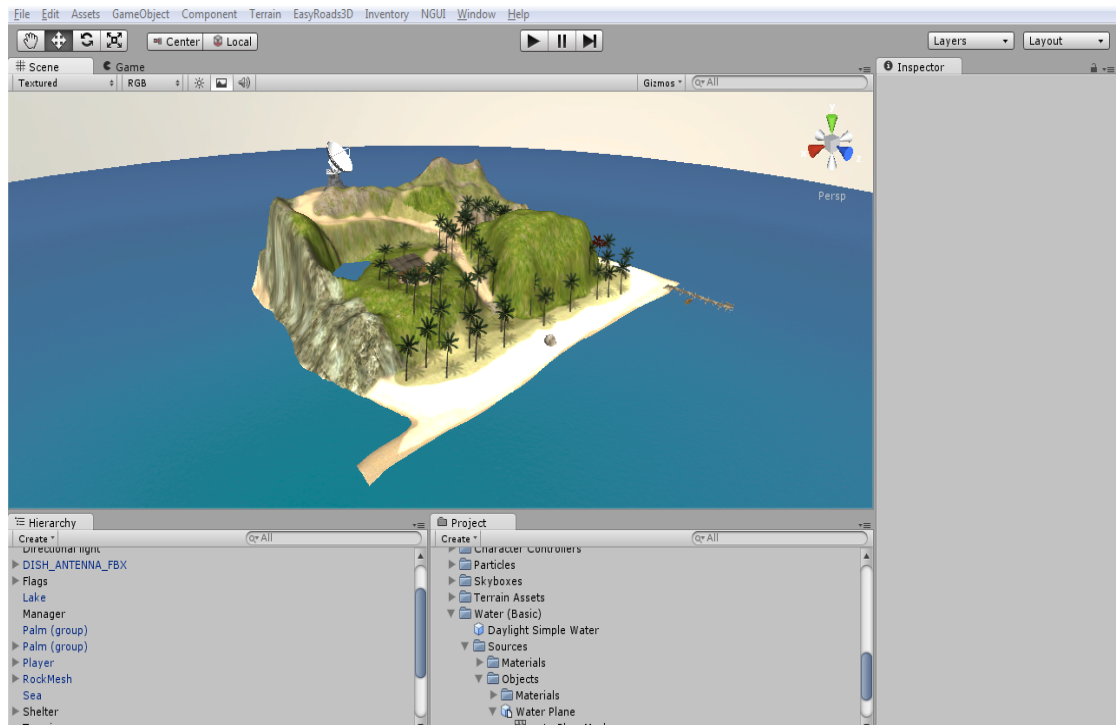 File Edit Assets GameObject Component Terrain EasyRoads3D Inventory NGUI Window Help
Center Local Layers Layout
Scene Game Inspector
Textured RGB Gizmos All
y
x z
Persp
Hierarchy
Create All
Directional light
DISH_ANTENNA_FBX
Flags
Lake
Manager
Palm (group)
Palm (group)
Player
RockMesh
Sea
Shelter
Project
Create All
Character Controllers
Particles
Skyboxes
Terrain Assets
Water (Basic)
Daylight Simple Water
Sources
Materials
Objects
Materials
Water Plane